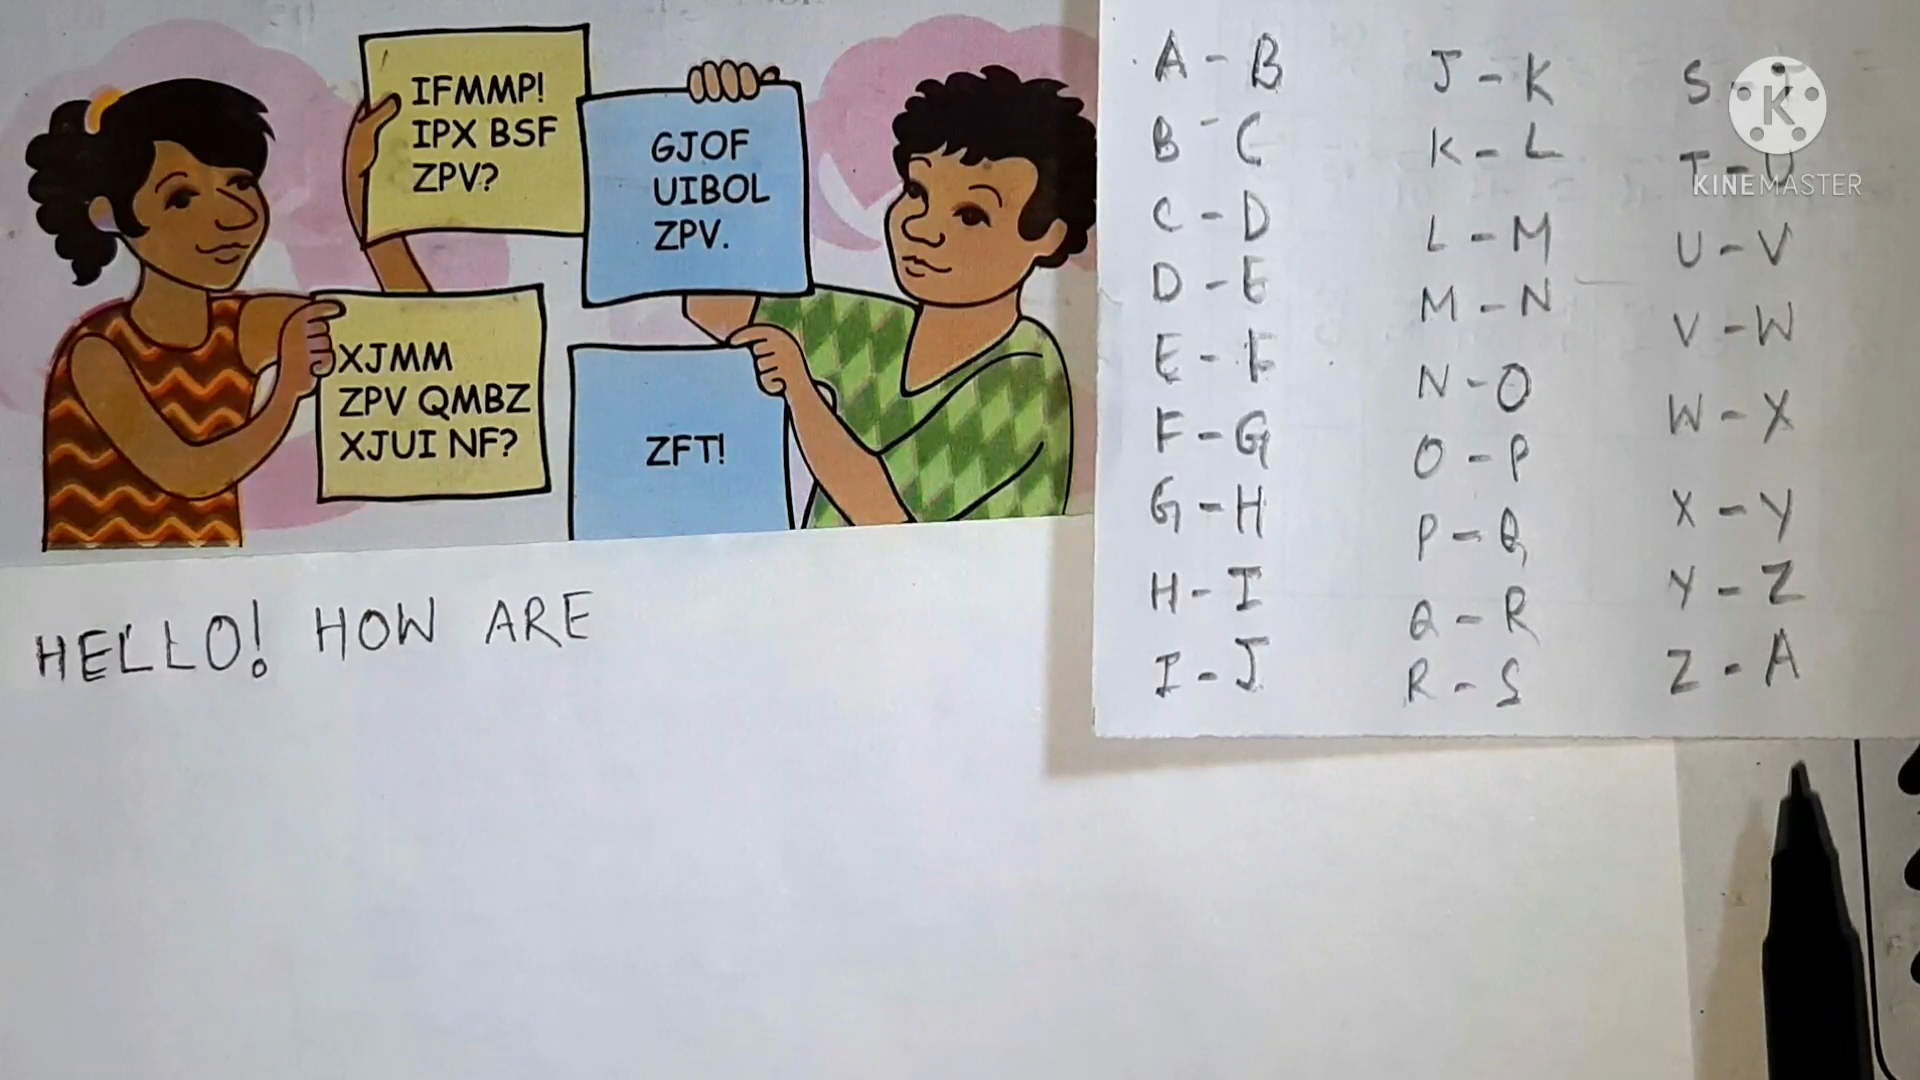 IFMMP!
IPX BSF
ZPV?
GJOF
UIBOL
ZPV.
XJMM
ZPV QMBZ
XJUI NF?
ZFT!
HELLO! HOW ARE
A - B
B - C
C - D
D - E
E - F
F - G
G - H
H - I
I - J
J - K
K - L
L - M
M - N
N - O
O - P
P - Q
Q - R
R - S
S - T
T - U
U - V
V - W
W - X
X - Y
Y - Z
Z - A
K
KINEMASTER